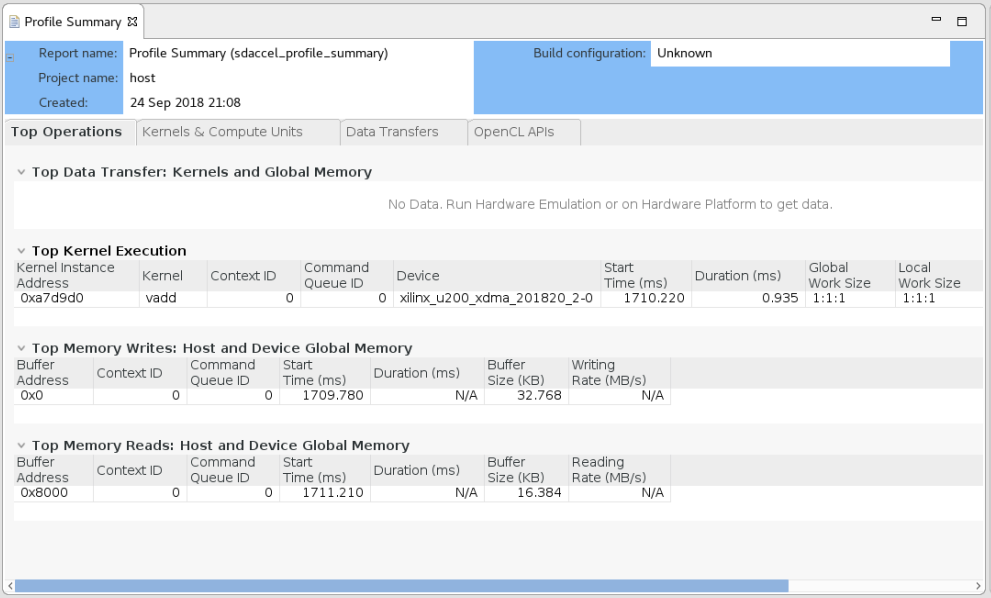 Profile Summary
Report name: Profile Summary (sdaccel_profile_summary) Build configuration: Unknown
Project name: host
Created: 24 Sep 2018 21:08
Top Operations Kernels & Compute Units Data Transfers OpenCL APIs
Top Data Transfer: Kernels and Global Memory
No Data. Run Hardware Emulation or on Hardware Platform to get data.
Top Kernel Execution
Kernel Instance Address Kernel Context ID Command Queue ID Device Start Time (ms) Duration (ms) Global Work Size Local Work Size
0xa7d9d0 vadd 0 0 xilinx_u200_xdma_201820_2-0 1710.220 0.935 1:1:1 1:1:1
Top Memory Writes: Host and Device Global Memory
Buffer Address Context ID Command Queue ID Start Time (ms) Duration (ms) Buffer Size (KB) Writing Rate (MB/s)
0x0 0 0 1709.780 N/A 32.768 N/A
Top Memory Reads: Host and Device Global Memory
Buffer Address Context ID Command Queue ID Start Time (ms) Duration (ms) Buffer Size (KB) Reading Rate (MB/s)
0x8000 0 0 1711.210 N/A 16.384 N/A